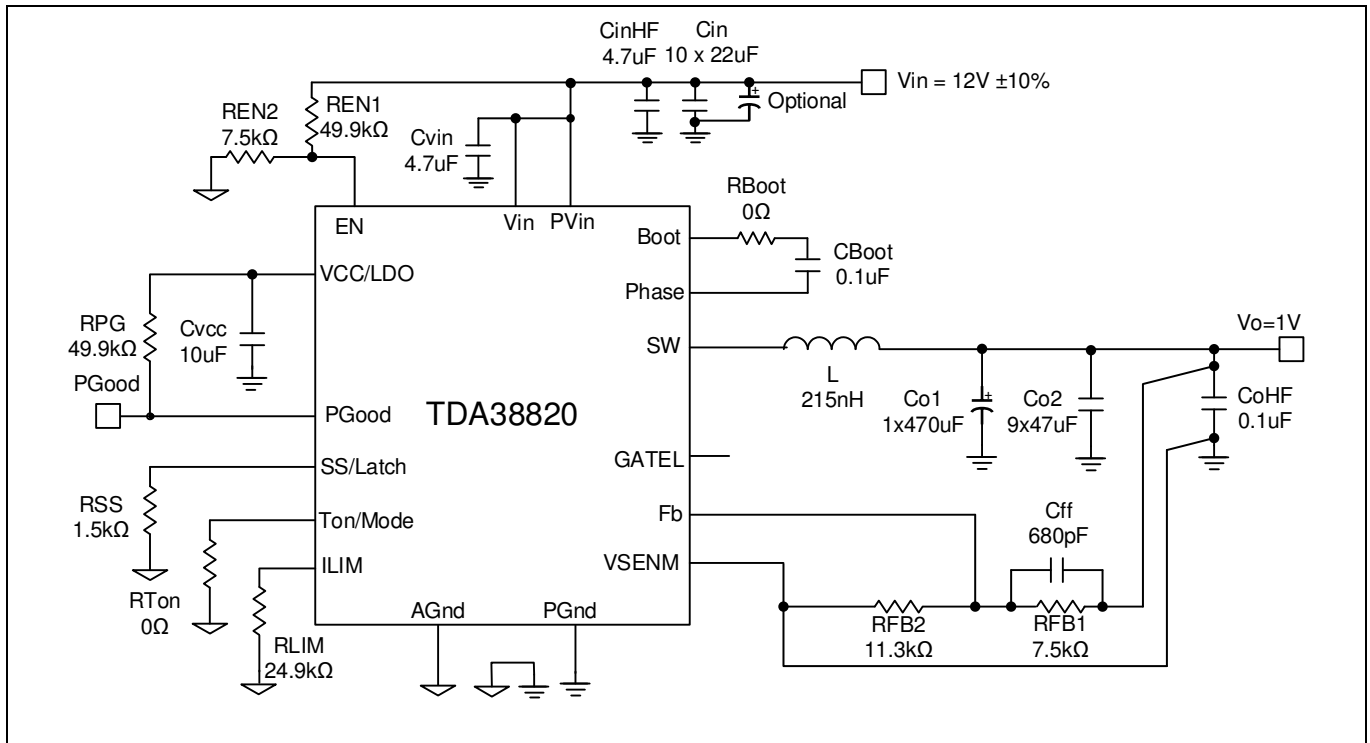 CinHF
4.7uF
Cin
10 x 22uF
Vin = 12V ±10%
+
Optional
REN2
7.5kΩ
REN1
49.9kΩ
Cvin
4.7uF
EN
Vin
PVin
RBoot
0Ω
Boot
CBoot
0.1uF
Phase
VCC/LDO
RPG
49.9kΩ
Cvcc
10uF
SW
L
215nH
Vo=1V
+
Co1
1x470uF
Co2
9x47uF
CoHF
0.1uF
PGood
PGood
TDA38820
GATEL
SS/Latch
RSS
1.5kΩ
Ton/Mode
Fb
Cff
680pF
ILIM
VSENM
RTon
0Ω
RLIM
24.9kΩ
AGnd
PGnd
RFB2
11.3kΩ
RFB1
7.5kΩ